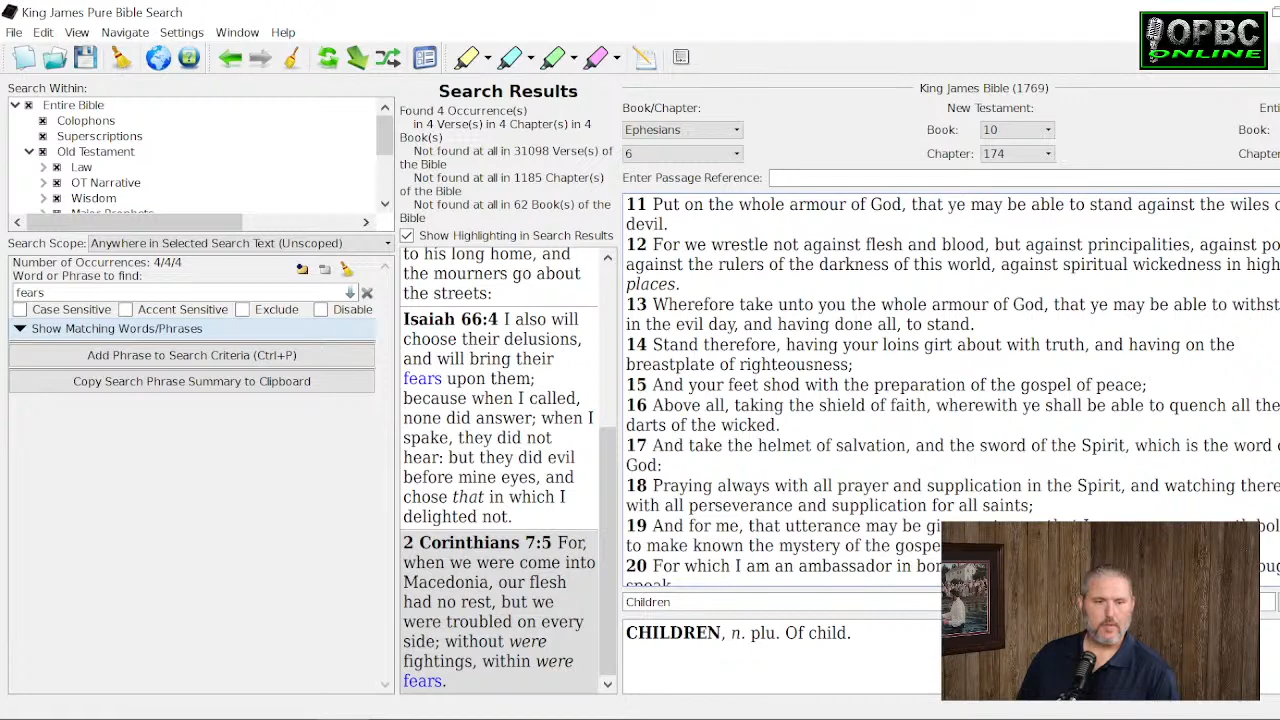 King James Pure Bible Search
OPBC
ONLINE
File Edit View Navigate Settings Window Help
Search Within:
Entire Bible
Colophons
Superscriptions
Old Testament
Law
OT Narrative
Wisdom
Major Prophets
Search Scope: Anywhere in Selected Search Text (Unscoped)
Number of Occurrences: 4/4/4
Word or Phrase to find:
fears
Case Sensitive Accent Sensitive Exclude Disable
Show Matching Words/Phrases
Add Phrase to Search Criteria (Ctrl+P)
Copy Search Phrase Summary to Clipboard
Search Results
Found 4 Occurrence(s)
in 4 Verse(s) in 4 Chapter(s) in 4
Book(s)
Not found at all in 31098 Verse(s) of
the Bible
Not found at all in 1185 Chapter(s)
of the Bible
Not found at all in 62 Book(s) of the
Bible
Show Highlighting in Search Results
to his long home, and
the mourners go about
the streets:
Isaiah 66:4 I also will
choose their delusions,
and will bring their
fears upon them;
because when I called,
none did answer; when I
spake, they did not
hear: but they did evil
before mine eyes, and
chose that in which I
delighted not.
2 Corinthians 7:5 For,
when we were come into
Macedonia, our flesh
had no rest, but we
were troubled on every
side; without were
fightings, within were
fears.
King James Bible (1769)
Book/Chapter: New Testament: Enti
Ephesians Book: 10 Book:
6 Chapter: 174 Chapte
Enter Passage Reference:
11 Put on the whole armour of God, that ye may be able to stand against the wiles o
devil.
12 For we wrestle not against flesh and blood, but against principalities, against po
against the rulers of the darkness of this world, against spiritual wickedness in high
places.
13 Wherefore take unto you the whole armour of God, that ye may be able to withst
in the evil day, and having done all, to stand.
14 Stand therefore, having your loins girt about with truth, and having on the
breastplate of righteousness;
15 And your feet shod with the preparation of the gospel of peace;
16 Above all, taking the shield of faith, wherewith ye shall be able to quench all the
darts of the wicked.
17 And take the helmet of salvation, and the sword of the Spirit, which is the word o
God:
18 Praying always with all prayer and supplication in the Spirit, and watching there
with all perseverance and supplication for all saints;
19 And for me, that utterance may be gi
to make known the mystery of the gospe
20 For which I am an ambassador in bon
speak
Children
CHILDREN, n. plu. Of child.